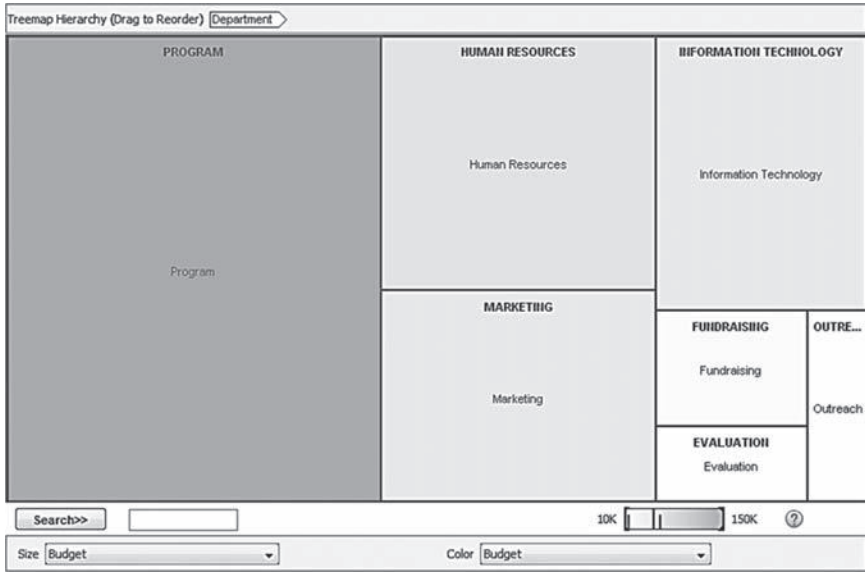 Treemap Hierarchy (Drag to Reorder) Department
PROGRAM
Program
HUMAN RESOURCES
Human Resources
INFORMATION TECHNOLOGY
Information Technology
MARKETING
Marketing
FUNDRAISING
Fundraising
OUTRE...
Outreach
EVALUATION
Evaluation
Search>>
10K 150K ?
Size Budget Color Budget